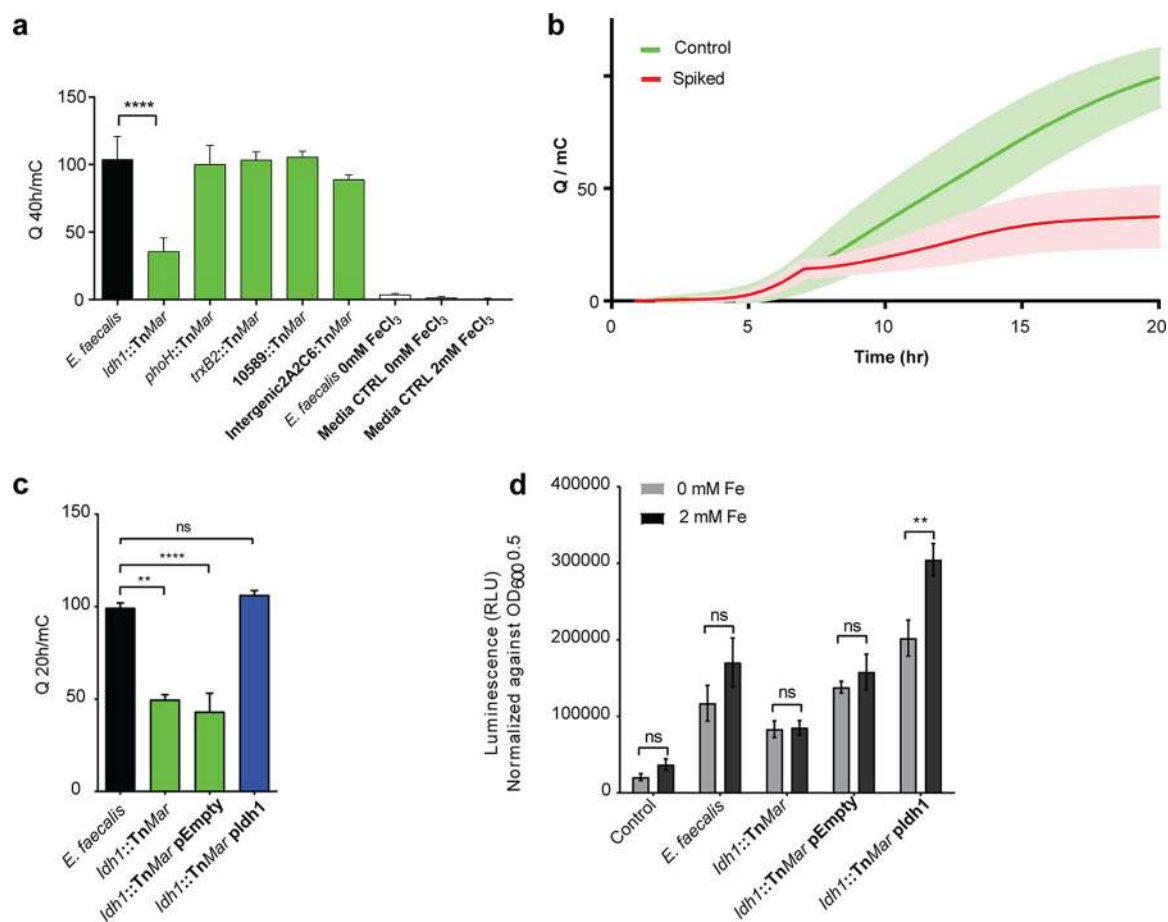 a
Q 40h/mC
150
100
50
0
****
E. faecalis
ldh1::TnMar
phoH::TnMar
trxB2::TnMar
10589::TnMar
Intergenic2A2C6:TnMar
E. faecalis 0mM FeCl3
Media CTRL 0mM FeCl3
Media CTRL 2mM FeCl3
b
Control
Spiked
Q / mC
50
0
0
5
10
15
20
Time (hr)
c
Q 20h/mC
150
100
50
0
ns
****
**
E. faecalis
ldh1::TnMar
ldh1::TnMar pEmpty
ldh1::TnMar pldh1
d
0 mM Fe
2 mM Fe
Luminescence (RLU)
Normalized against OD600 0.5
400000
300000
200000
100000
0
ns
ns
ns
ns
**
Control
E. faecalis
ldh1::TnMar
ldh1::TnMar pEmpty
ldh1::TnMar pldh1